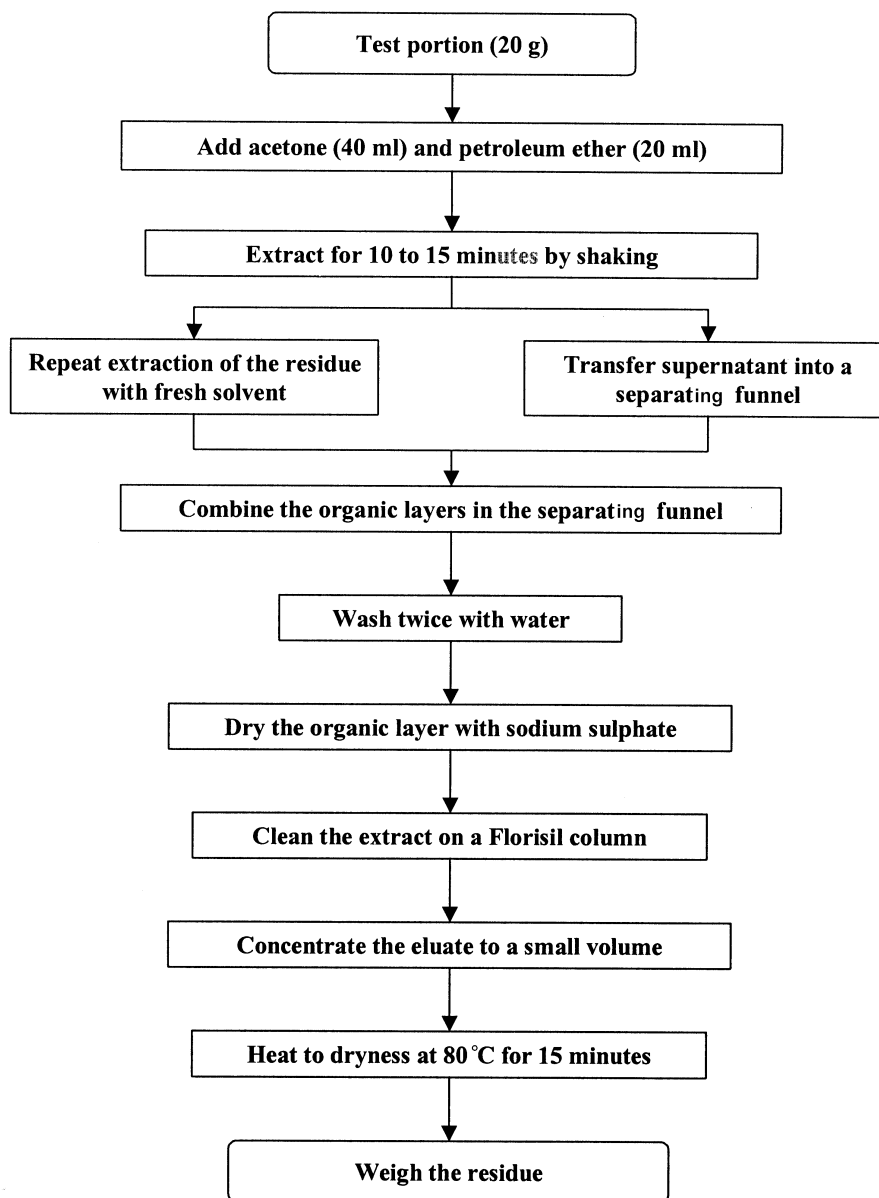 Test portion (20 g)
Add acetone (40 ml) and petroleum ether (20 ml)
Extract for 10 to 15 minutes by shaking
Repeat extraction of the residue
with fresh solvent
Transfer supernatant into a
separating funnel
Combine the organic layers in the separating funnel
Wash twice with water
Dry the organic layer with sodium sulphate
Clean the extract on a Florisil column
Concentrate the eluate to a small volume
Heat to dryness at 80°C for 15 minutes
Weigh the residue